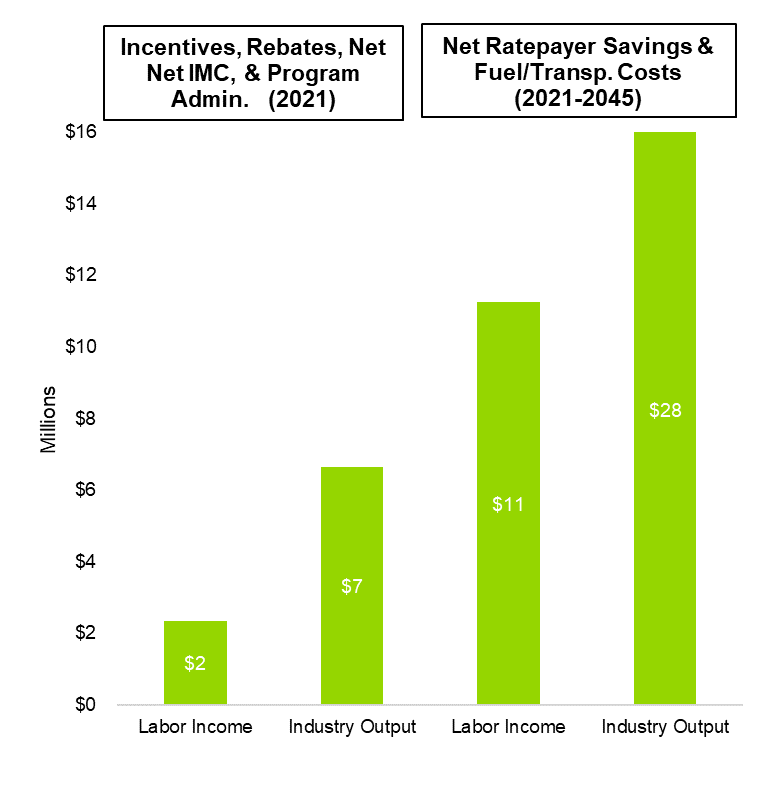 Incentives, Rebates, Net
Net IMC, & Program
Admin. (2021)
Net Ratepayer Savings &
Fuel/Transp. Costs
(2021-2045)
$16
$14
$12
$10
$8
$6
$4
$2
$0
Millions
$2
$7
$11
$28
Labor Income
Industry Output
Labor Income
Industry Output